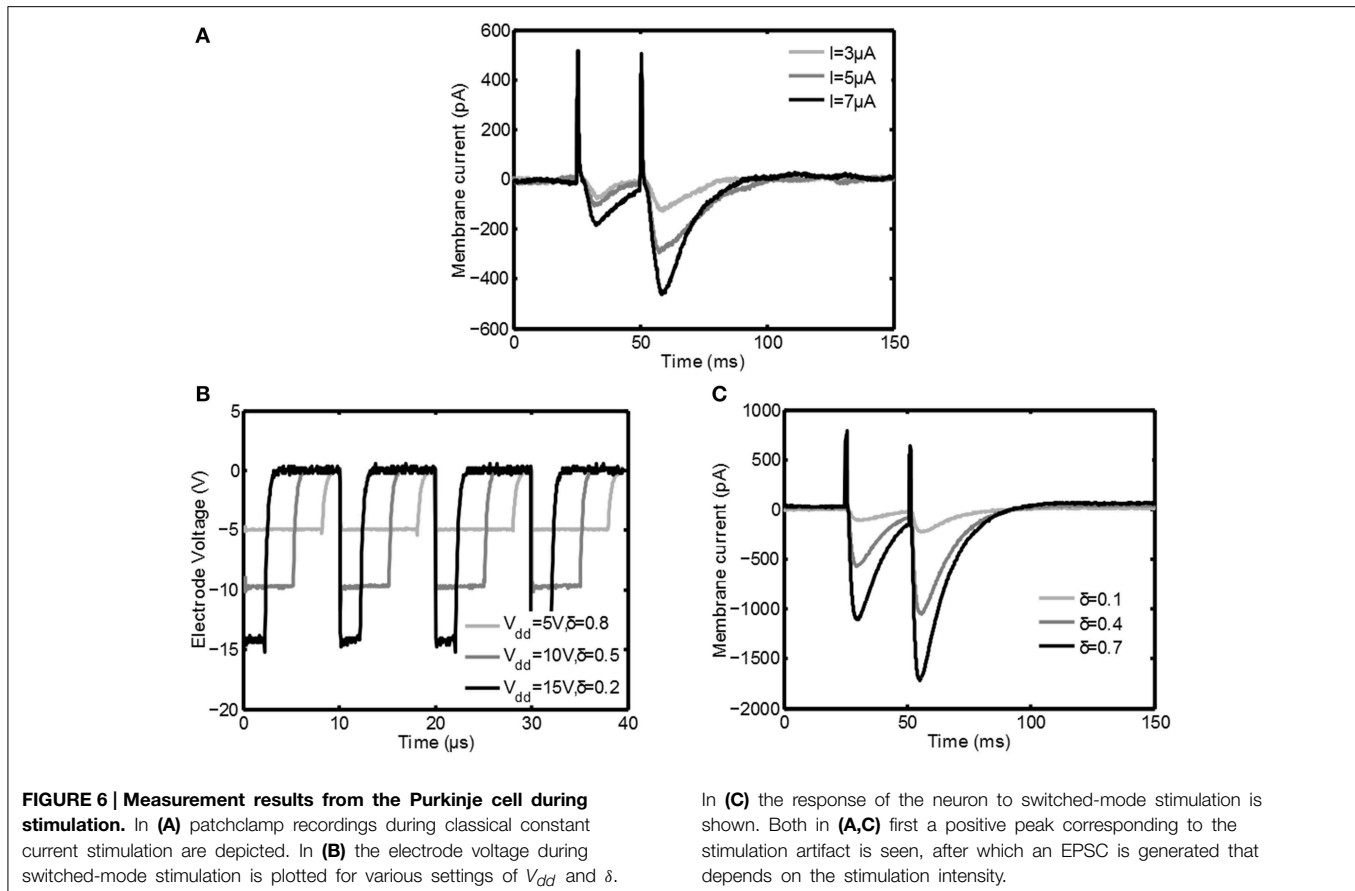 A
600
400
200
0
−200
−400
−600
Membrane current (pA)
I=3µA
I=5µA
I=7µA
0 50 100 150
Time (ms)
B
5
0
−5
−10
−15
−20
Electrode Voltage (V)
V_dd=5V,δ=0.8
V_dd=10V,δ=0.5
V_dd=15V,δ=0.2
0 10 20 30 40
Time (µs)
C
1000
500
0
−500
−1000
−1500
−2000
Membrane current (pA)
δ=0.1
δ=0.4
δ=0.7
0 50 100 150
Time (ms)
FIGURE 6 | Measurement results from the Purkinje cell during
stimulation. In (A) patchclamp recordings during classical constant
current stimulation are depicted. In (B) the electrode voltage during
switched-mode stimulation is plotted for various settings of V_dd and δ.
In (C) the response of the neuron to switched-mode stimulation is
shown. Both in (A,C) first a positive peak corresponding to the
stimulation artifact is seen, after which an EPSC is generated that
depends on the stimulation intensity.